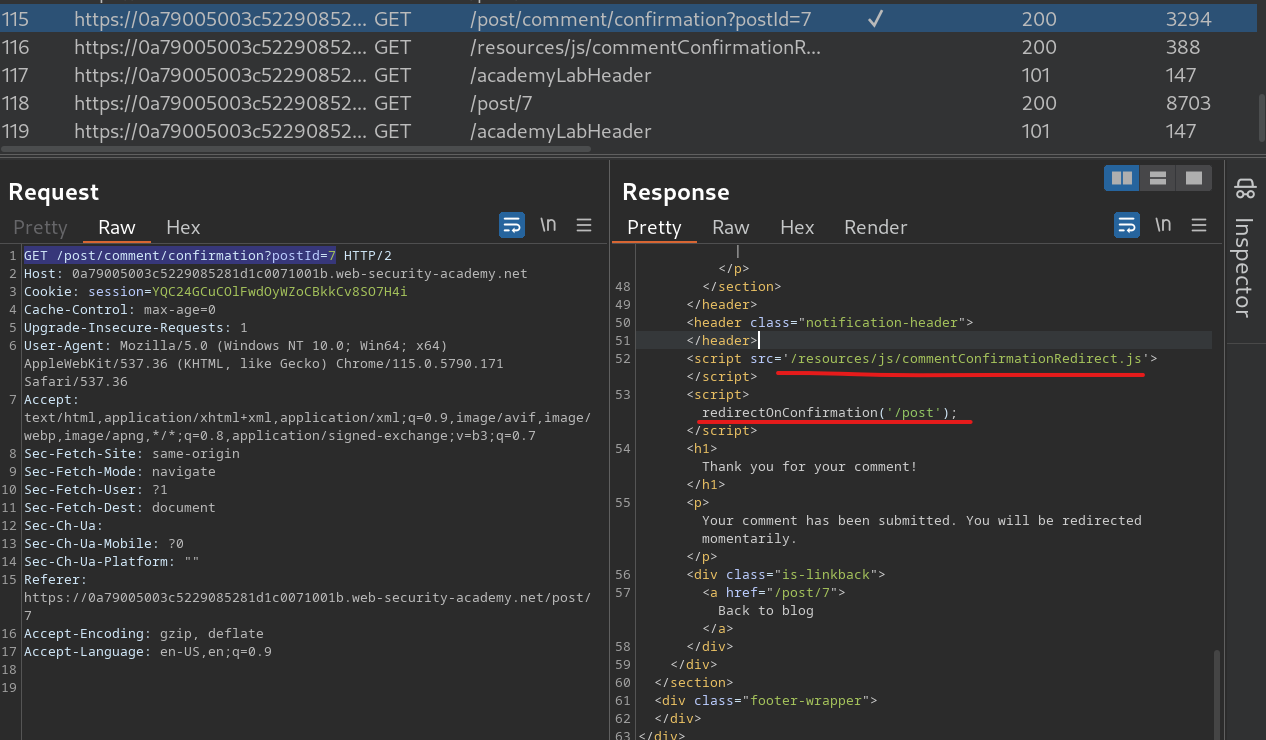 115 https://0a79005003c52290852... GET /post/comment/confirmation?postId=7 ✓ 200 3294
116 https://0a79005003c52290852... GET /resources/js/commentConfirmationR... 200 388
117 https://0a79005003c52290852... GET /academyLabHeader 101 147
118 https://0a79005003c52290852... GET /post/7 200 8703
119 https://0a79005003c52290852... GET /academyLabHeader 101 147
Request
Pretty Raw Hex \n
1 GET /post/comment/confirmation?postId=7 HTTP/2
2 Host: 0a79005003c5229085281d1c0071001b.web-security-academy.net
3 Cookie: session=YQC24GCuCOlFwdOyWZoCBkkCv8SO7H4i
4 Cache-Control: max-age=0
5 Upgrade-Insecure-Requests: 1
6 User-Agent: Mozilla/5.0 (Windows NT 10.0; Win64; x64)
AppleWebKit/537.36 (KHTML, like Gecko) Chrome/115.0.5790.171
Safari/537.36
7 Accept:
text/html,application/xhtml+xml,application/xml;q=0.9,image/avif,image/
webp,image/apng,*/*;q=0.8,application/signed-exchange;v=b3;q=0.7
8 Sec-Fetch-Site: same-origin
9 Sec-Fetch-Mode: navigate
10 Sec-Fetch-User: ?1
11 Sec-Fetch-Dest: document
12 Sec-Ch-Ua:
13 Sec-Ch-Ua-Mobile: ?0
14 Sec-Ch-Ua-Platform: ""
15 Referer:
https://0a79005003c5229085281d1c0071001b.web-security-academy.net/post/
7
16 Accept-Encoding: gzip, deflate
17 Accept-Language: en-US,en;q=0.9
18
19
Response
Pretty Raw Hex Render \n
|
</p>
48 </section>
49 </header>
50 <header class="notification-header">
51 </header>
52 <script src='/resources/js/commentConfirmationRedirect.js'>
</script>
53 <script>
redirectOnConfirmation('/post');
</script>
54 <h1>
Thank you for your comment!
</h1>
55 <p>
Your comment has been submitted. You will be redirected
momentarily.
</p>
56 <div class="is-linkback">
57 <a href="/post/7">
Back to blog
</a>
58 </div>
59 </div>
60 </section>
61 <div class="footer-wrapper">
62 </div>
63 </div>
Inspector